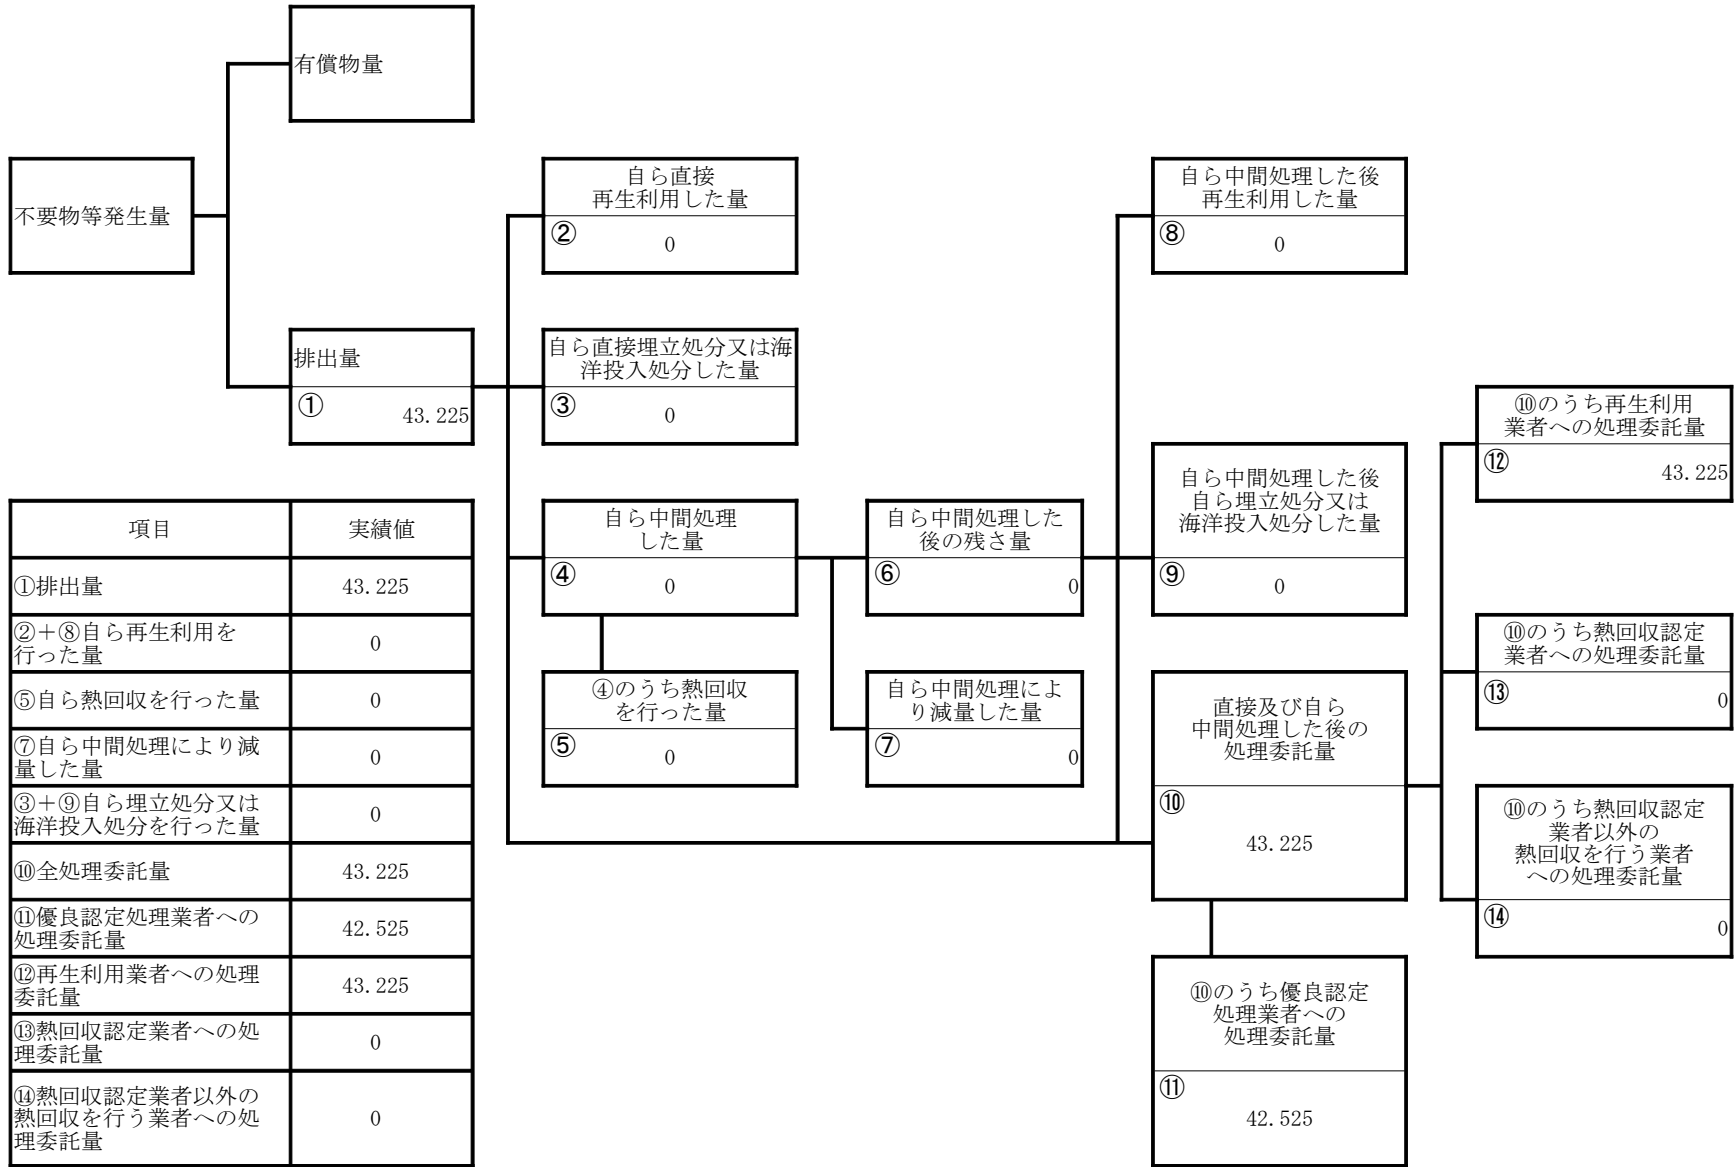 有償物量
不要物等発生量
自ら直接
再生利用した量
②
0
自ら中間処理した後
再生利用した量
⑧
0
排出量
①
43.225
自ら直接埋立処分又は海
洋投入処分した量
③
0
⑩のうち再生利用
業者への処理委託量
⑫
43.225
自ら中間処理
した量
④
0
自ら中間処理した
後の残さ量
⑥
0
自ら中間処理した後
自ら埋立処分又は
海洋投入処分した量
⑨
0
⑩のうち熱回収認定
業者への処理委託量
⑬
0
④のうち熱回収
を行った量
⑤
0
自ら中間処理によ
り減量した量
⑦
0
直接及び自ら
中間処理した後の
処理委託量
⑩
43.225
⑩のうち熱回収認定
業者以外の
熱回収を行う業者
への処理委託量
⑭
0
⑩のうち優良認定
処理業者への
処理委託量
⑪
42.525
項目
実績値
①排出量
43.225
②＋⑧自ら再生利用を
行った量
0
⑤自ら熱回収を行った量
0
⑦自ら中間処理により減
量した量
0
③＋⑨自ら埋立処分又は
海洋投入処分を行った量
0
⑩全処理委託量
43.225
⑪優良認定処理業者への
処理委託量
42.525
⑫再生利用業者への処理
委託量
43.225
⑬熱回収認定業者への処
理委託量
0
⑭熱回収認定業者以外の
熱回収を行う業者への処
理委託量
0